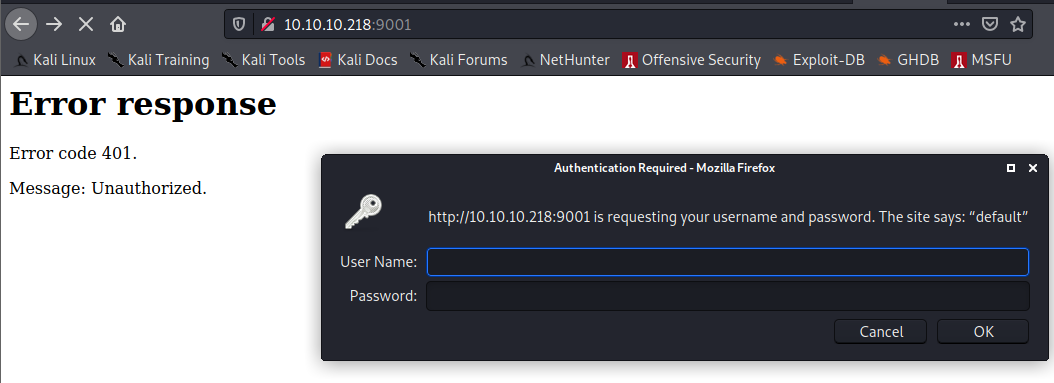 10.10.10.218:9001
Kali Linux Kali Training Kali Tools Kali Docs Kali Forums NetHunter Offensive Security Exploit-DB GHDB MSFU
Error response
Error code 401.
Message: Unauthorized.
Authentication Required - Mozilla Firefox
http://10.10.10.218:9001 is requesting your username and password. The site says: “default”
User Name:
Password:
Cancel OK